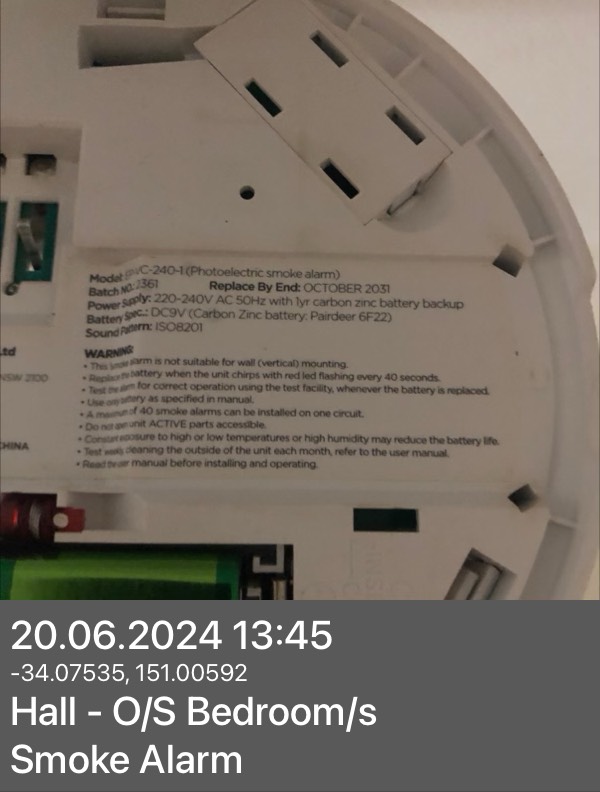 Model: C-240-1 (Photoelectric smoke alarm)
Batch NO.: 1361 Replace By End: OCTOBER 2031
Power Supply: 220-240V AC 50Hz with 1yr carbon zinc battery backup
Battery Spec.: DC9V (Carbon Zinc battery: Pairdeer 6F22)
Sound Pattern: ISO8201
Ltd
NSW 2100
WARNING
• This smoke alarm is not suitable for wall (vertical) mounting.
• Replace battery when the unit chirps with red led flashing every 40 seconds.
• Test the alarm for correct operation using the test facility, whenever the battery is replaced.
• Use only battery as specified in manual.
• A maximum of 40 smoke alarms can be installed on one circuit.
• Do not open unit ACTIVE parts accessible.
• Constant exposure to high or low temperatures or high humidity may reduce the battery life.
CHINA
• Test weekly cleaning the outside of the unit each month, refer to the user manual.
• Read the user manual before installing and operating.
20.06.2024 13:45
-34.07535, 151.00592
Hall - O/S Bedroom/s
Smoke Alarm